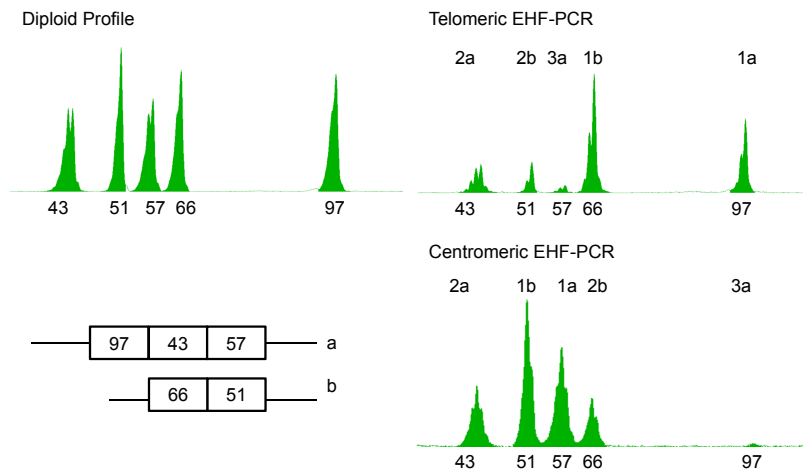 Diploid Profile
43 51 57 66 97
Telomeric EHF-PCR
2a 2b 3a 1b 1a
43 51 57 66 97
Centromeric EHF-PCR
2a 1b 1a 2b 3a
43 51 57 66 97
97 43 57 a
66 51 b